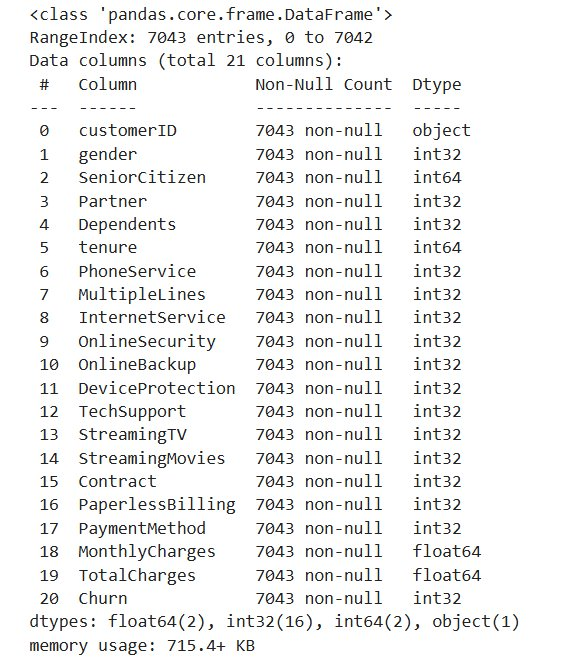 <class 'pandas.core.frame.DataFrame'>
RangeIndex: 7043 entries, 0 to 7042
Data columns (total 21 columns):
 #   Column            Non-Null Count  Dtype
---  ------            --------------  -----
 0   customerID        7043 non-null   object
 1   gender            7043 non-null   int32
 2   SeniorCitizen     7043 non-null   int64
 3   Partner           7043 non-null   int32
 4   Dependents        7043 non-null   int32
 5   tenure            7043 non-null   int64
 6   PhoneService      7043 non-null   int32
 7   MultipleLines     7043 non-null   int32
 8   InternetService   7043 non-null   int32
 9   OnlineSecurity    7043 non-null   int32
 10  OnlineBackup      7043 non-null   int32
 11  DeviceProtection  7043 non-null   int32
 12  TechSupport       7043 non-null   int32
 13  StreamingTV       7043 non-null   int32
 14  StreamingMovies   7043 non-null   int32
 15  Contract          7043 non-null   int32
 16  PaperlessBilling  7043 non-null   int32
 17  PaymentMethod     7043 non-null   int32
 18  MonthlyCharges    7043 non-null   float64
 19  TotalCharges      7043 non-null   float64
 20  Churn             7043 non-null   int32
dtypes: float64(2), int32(16), int64(2), object(1)
memory usage: 715.4+ KB